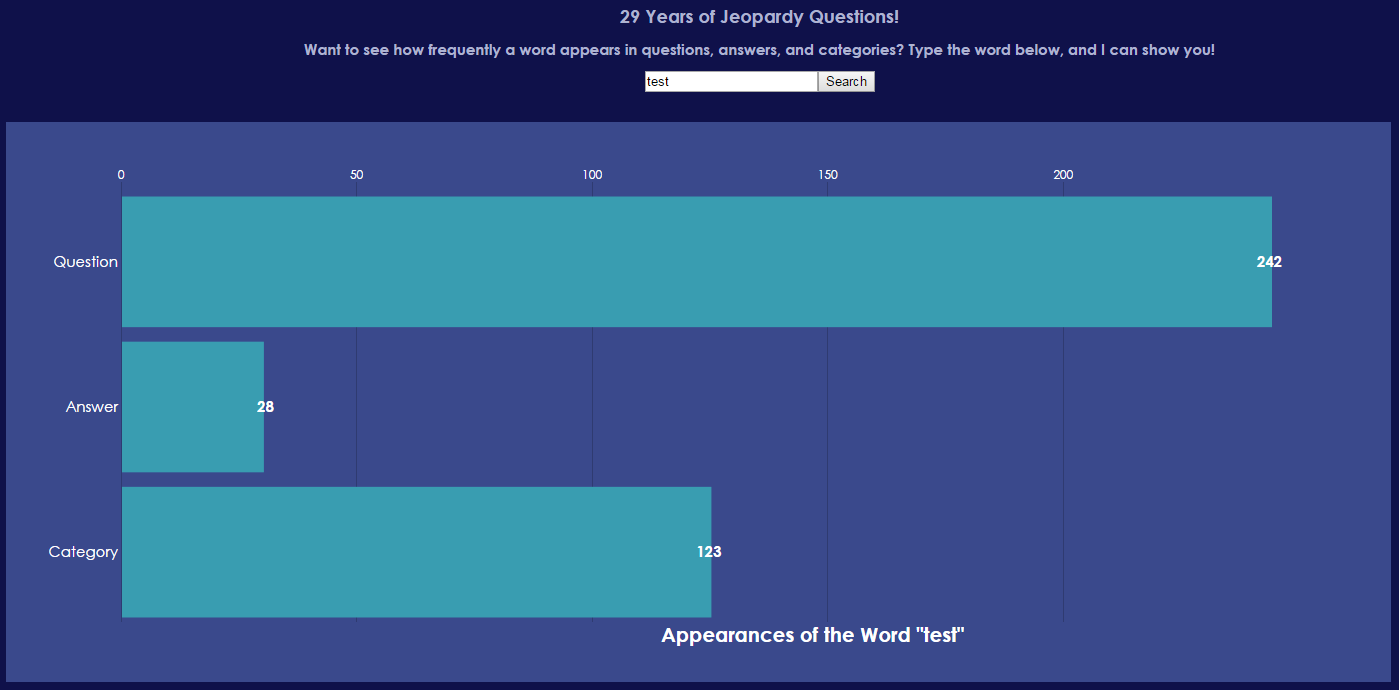 29 Years of Jeopardy Questions!
Want to see how frequently a word appears in questions, answers, and categories? Type the word below, and I can show you!
test Search
0 50 100 150 200
Question 242
Answer 28
Category 123
Appearances of the Word "test"